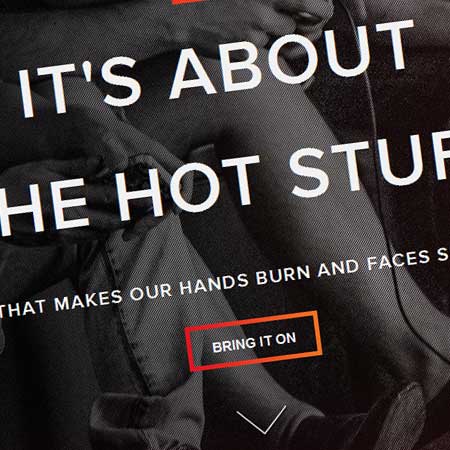 IT'S ABOUT
HE HOT STUF
THAT MAKES OUR HANDS BURN AND FACES S
BRING IT ON